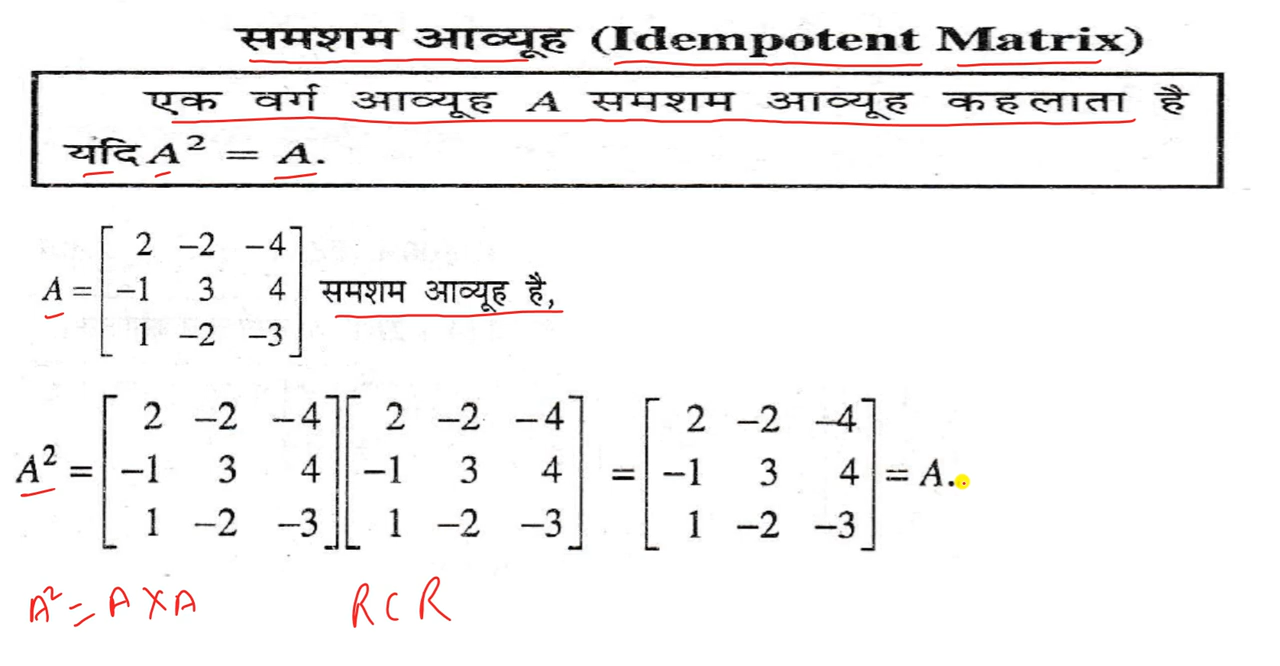 समशम आव्यूह (Idempotent Matrix)
एक वर्ग आव्यूह A समशम आव्यूह कहलाता है
यदि A² = A.
A = [2 −2 −4; −1 3 4; 1 −2 −3] समशम आव्यूह है,
A² = [2 −2 −4; −1 3 4; 1 −2 −3] [2 −2 −4; −1 3 4; 1 −2 −3] = [2 −2 −4; −1 3 4; 1 −2 −3] = A.
A² = A × A R C R